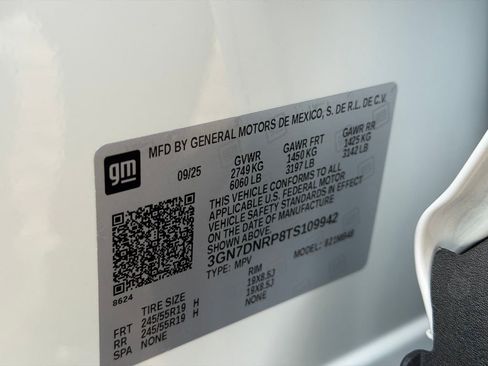 gm
MFD BY GENERAL MOTORS DE MEXICO, S. DE R.L. DE C.V.
09/25 GVWR GAWR FRT GAWR RR
2749 KG 1450 KG 1425 KG
6060 LB 3197 LB 3142 LB
THIS VEHICLE CONFORMS TO ALL
APPLICABLE U.S. FEDERAL MOTOR
VEHICLE SAFETY STANDARDS IN EFFECT
ON THE DATE OF MANUFACTURE
SHOWN ABOVE.
3GN7DNRP8TS109942
TYPE: MPV MODEL:
8624
TIRE SIZE RIM
FRT 245/55R19 H 19X8.5J
RR 245/55R19 H 19X8.5J
SPA NONE NONE